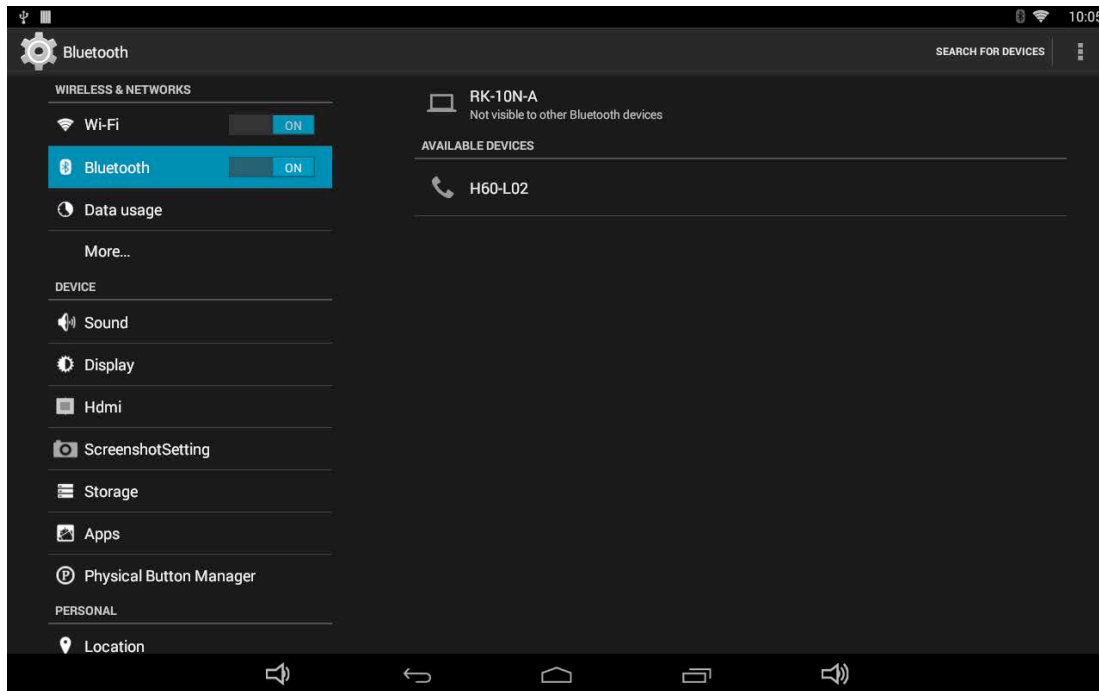 10:05
Bluetooth
SEARCH FOR DEVICES
WIRELESS & NETWORKS
Wi-Fi ON
Bluetooth ON
Data usage
More...
DEVICE
Sound
Display
Hdmi
ScreenshotSetting
Storage
Apps
Physical Button Manager
PERSONAL
Location
RK-10N-A
Not visible to other Bluetooth devices
AVAILABLE DEVICES
H60-L02